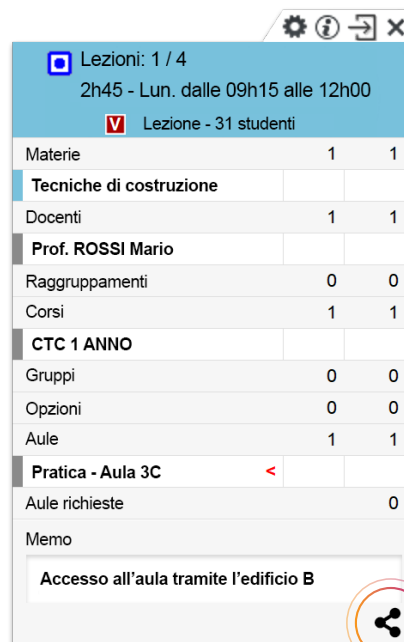 Lezioni: 1 / 4
2h45 - Lun. dalle 09h15 alle 12h00
V Lezione - 31 studenti
Materie 1 1
Tecniche di costruzione
Docenti 1 1
Prof. ROSSI Mario
Raggruppamenti 0 0
Corsi 1 1
CTC 1 ANNO
Gruppi 0 0
Opzioni 0 0
Aule 1 1
Pratica - Aula 3C <
Aule richieste 0
Memo
Accesso all’aula tramite l’edificio B